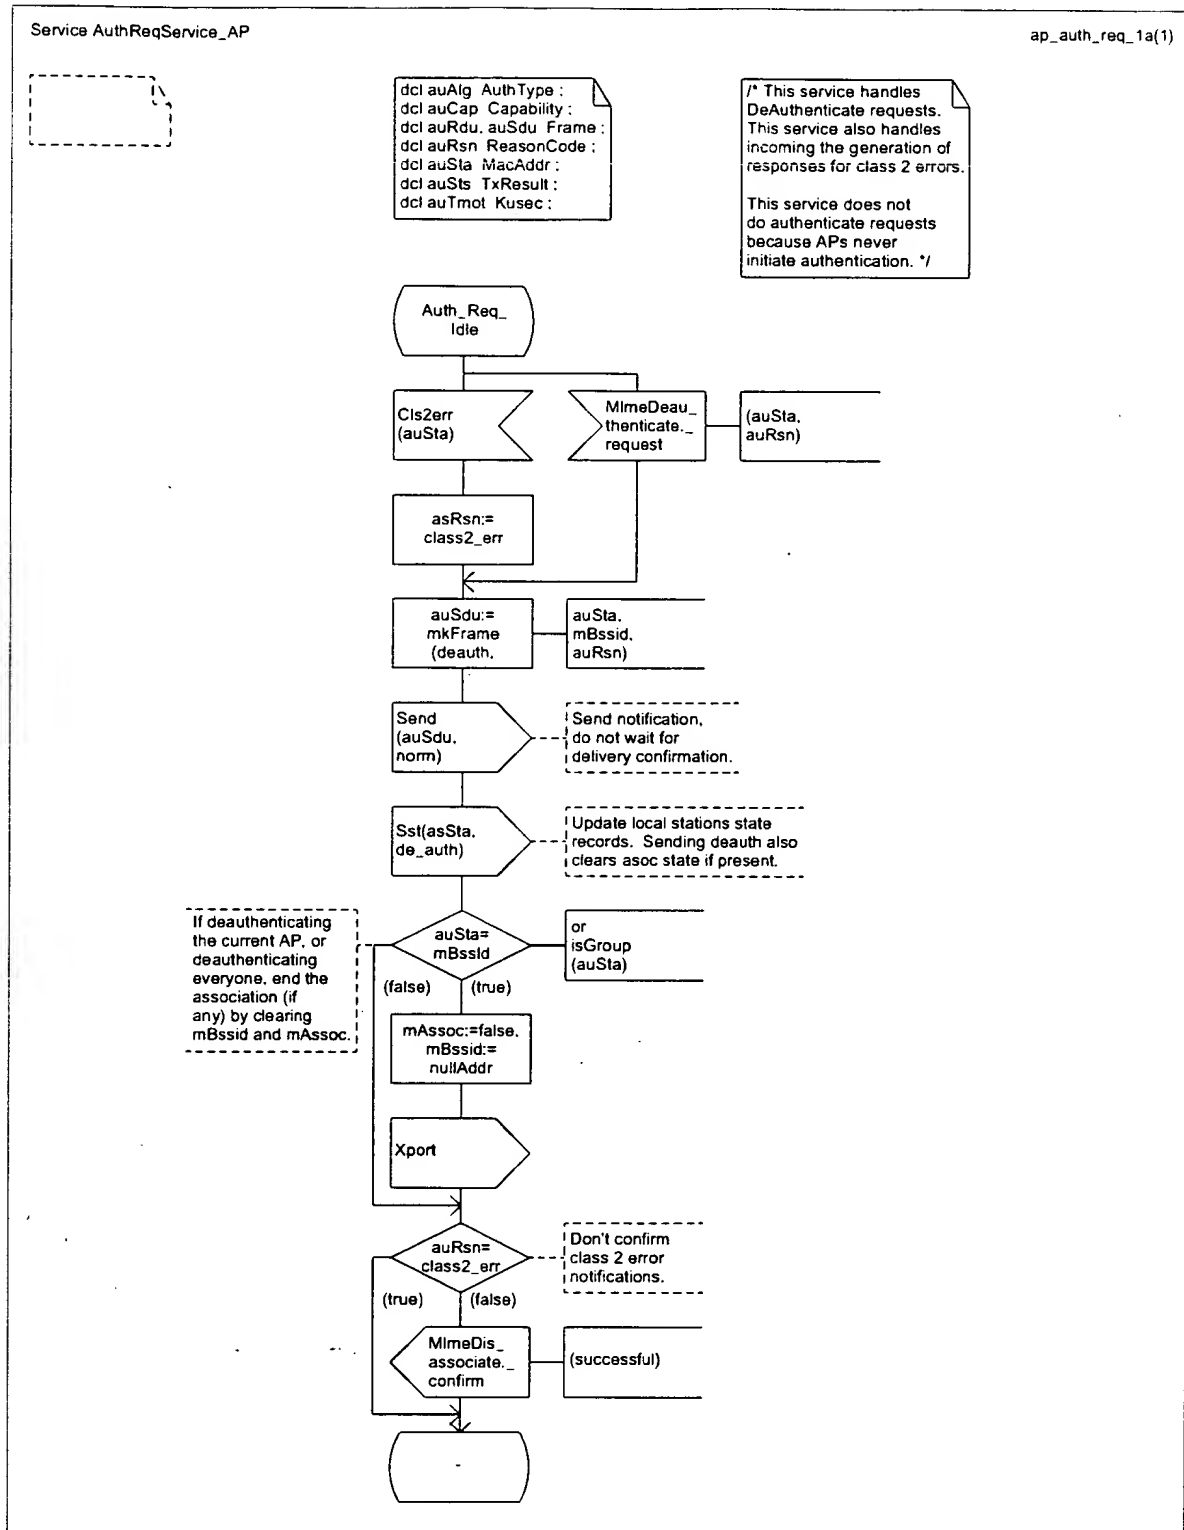 Service AuthReqService_AP
ap_auth_req_1a(1)
dcl auAlg AuthType ;
dcl auCap Capability ;
dcl auRdu, auSdu Frame ;
dcl auRsn ReasonCode ;
dcl auSta MacAddr ;
dcl auSts TxResult ;
dcl auTmot Kusec ;
/* This service handles
DeAuthenticate requests.
This service also handles
incoming the generation of
responses for class 2 errors.
This service does not
do authenticate requests
because APs never
initiate authentication. */
Auth_Req_
Idle
Cls2err
(auSta)
MlmeDeau_
thenticate._
request
(auSta,
auRsn)
asRsn:=
class2_err
auSdu:=
mkFrame
(deauth,
auSta,
mBssid,
auRsn)
Send
(auSdu,
norm)
Send notification,
do not wait for
delivery confirmation.
Sst(asSta,
de_auth)
Update local stations state
records. Sending deauth also
clears asoc state if present.
If deauthenticating
the current AP, or
deauthenticating
everyone, end the
association (if
any) by clearing
mBssid and mAssoc.
auSta=
mBssId
or
isGroup
(auSta)
(false) (true)
mAssoc:=false,
mBssid:=
nullAddr
Xport
auRsn=
class2_err
Don't confirm
class 2 error
notifications.
(true) (false)
MlmeDis_
associate._
confirm
(successful)
-